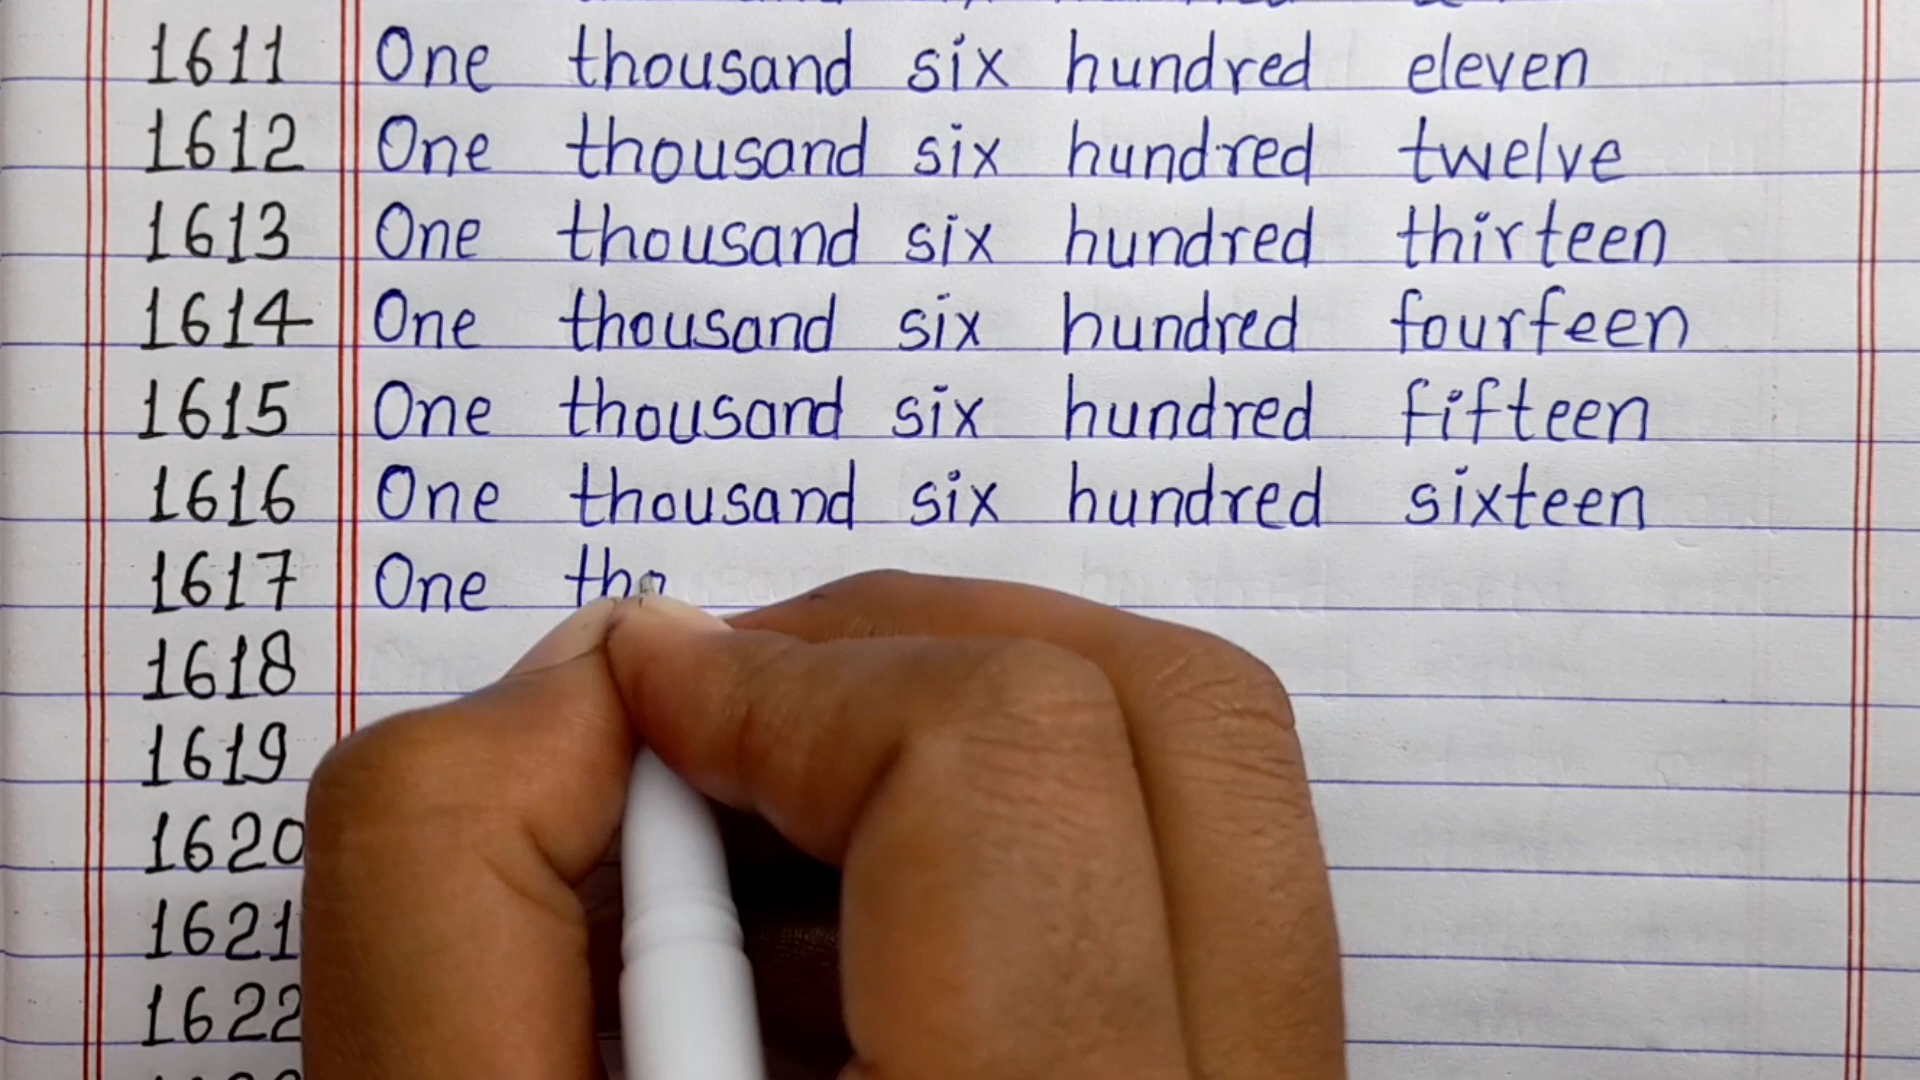 1611 One thousand six hundred eleven
1612 One thousand six hundred twelve
1613 One thousand six hundred thirteen
1614 One thousand six hundred fourfeen
1615 One thousand six hundred fifteen
1616 One thousand six hundred sixteen
1617 One tho
1618
1619
1620
1621
1622